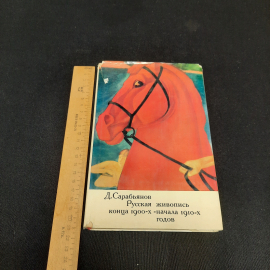 Д. Сарабьянов
Русская живопись
конца 1900-х - начала 1910-х
годов